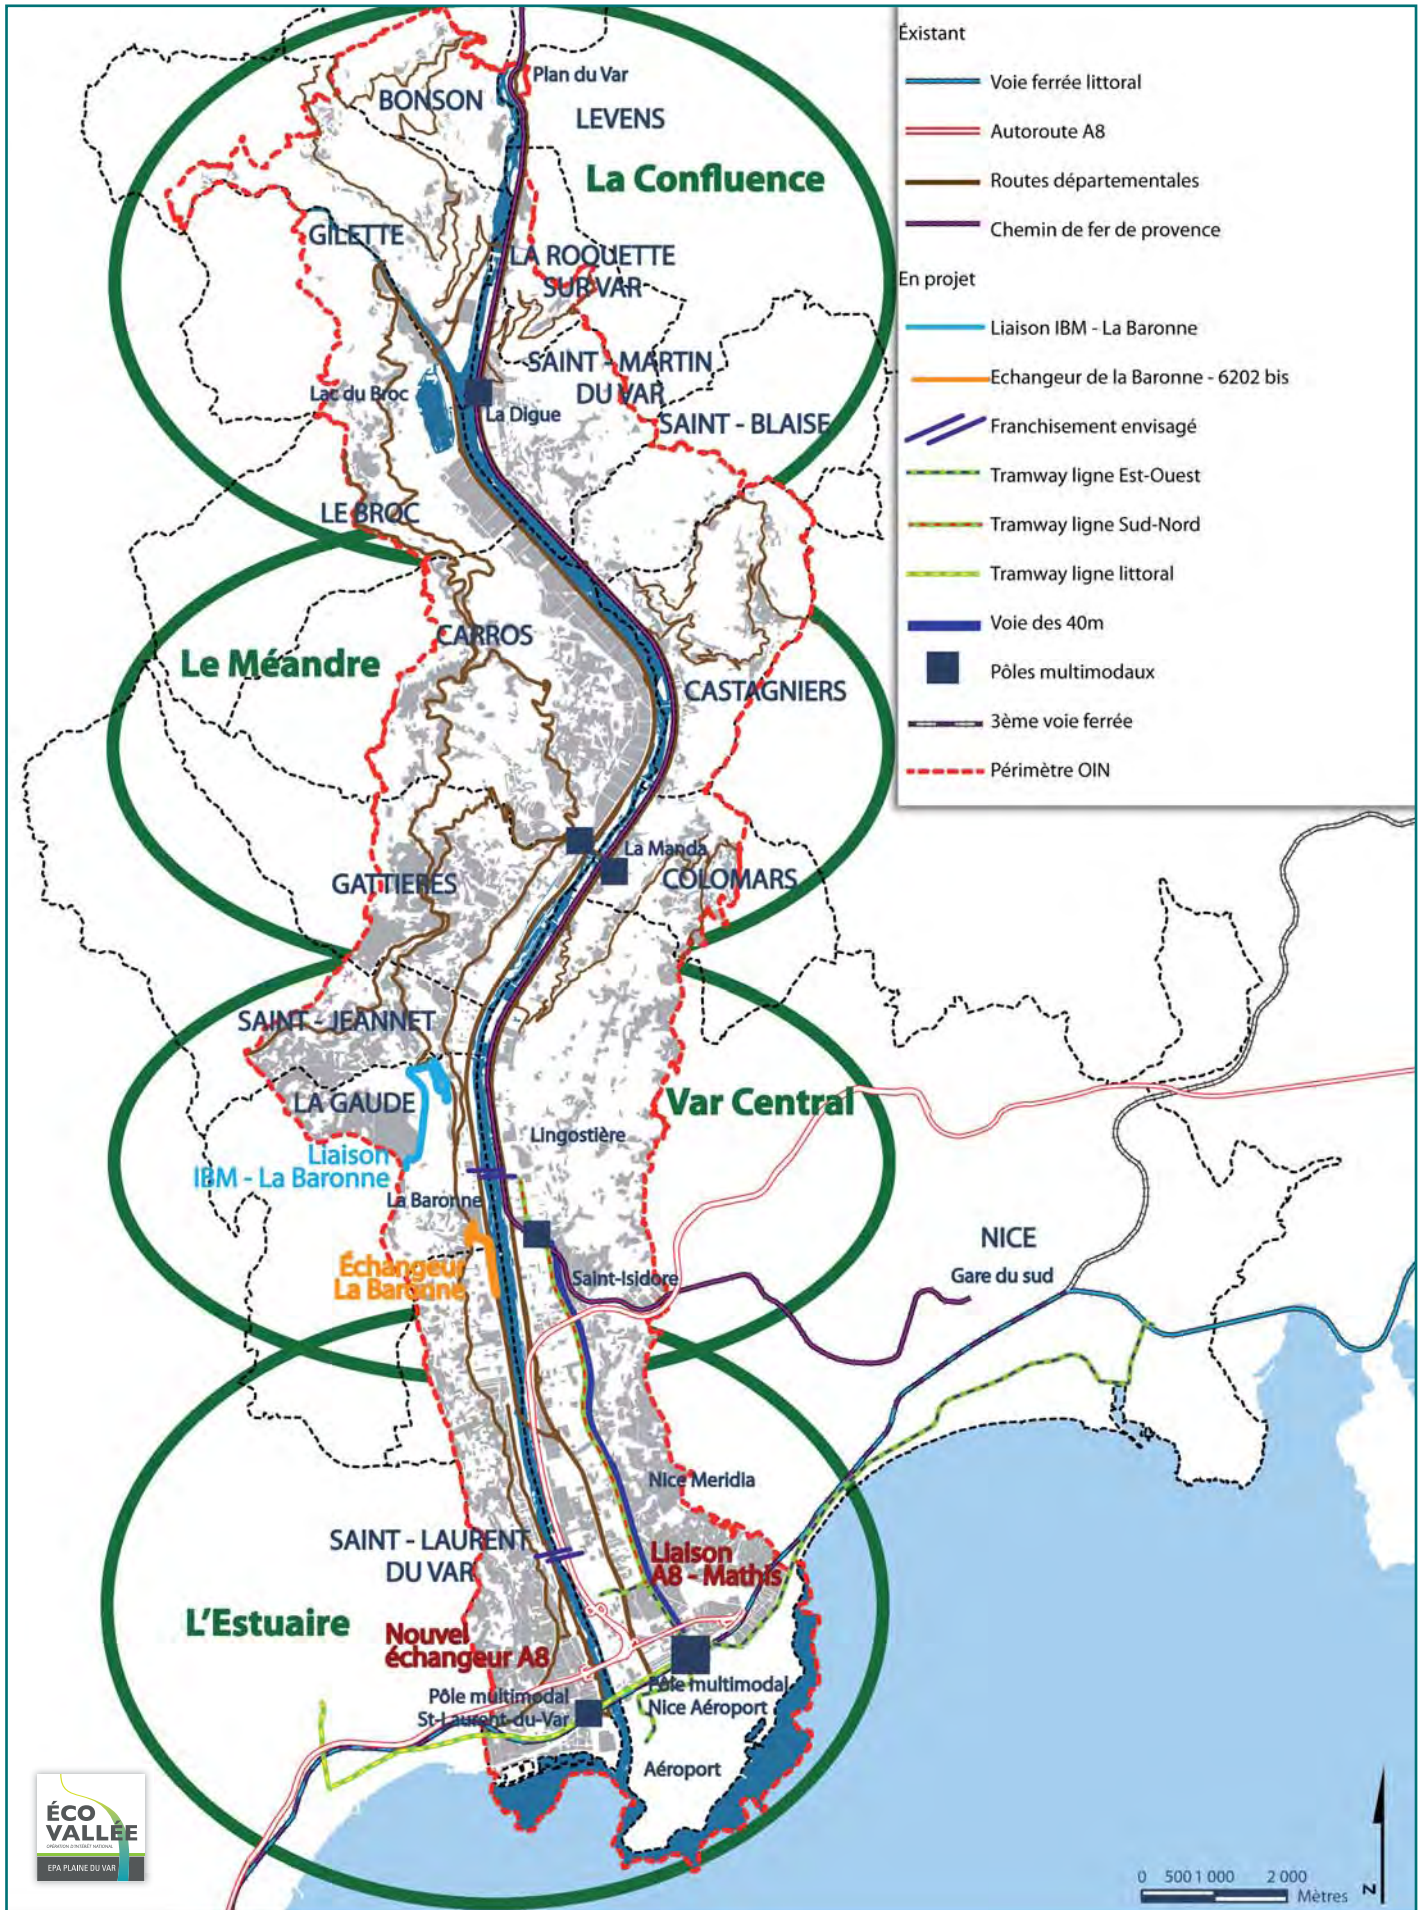 Éxistant
Voie ferrée littoral
Autoroute A8
Routes départementales
Chemin de fer de provence
En projet
Liaison IBM - La Baronne
Echangeur de la Baronne - 6202 bis
Franchisement envisagé
Tramway ligne Est-Ouest
Tramway ligne Sud-Nord
Tramway ligne littoral
Voie des 40m
Pôles multimodaux
3ème voie ferrée
Périmètre OIN
Plan du Var
BONSON
LEVENS
La Confluence
GILETTE
LA ROQUETTE
SUR VAR
SAINT - MARTIN
DU VAR
Lac du Broc
La Digue
SAINT - BLAISE
LE BROC
CARROS
Le Méandre
CASTAGNIERS
La Manda
GATTIERES
COLOMARS
SAINT - JEANNET
LA GAUDE
Var Central
Lingostière
Liaison
IBM - La Baronne
La Baronne
NICE
Échangeur
La Baronne
Saint-Isidore
Gare du sud
Nice Meridia
SAINT - LAURENT
DU VAR
Liaison
A8 - Mathis
L'Estuaire
Nouvel
échangeur A8
Pôle multimodal
St-Laurent-du-Var
Pôle multimodal
Nice Aéroport
Aéroport
ÉCO
VALLÉE
OPÉRATION D'INTÉRÊT NATIONAL
EPA PLAINE DU VAR
0 500 1 000 2 000
Mètres
N